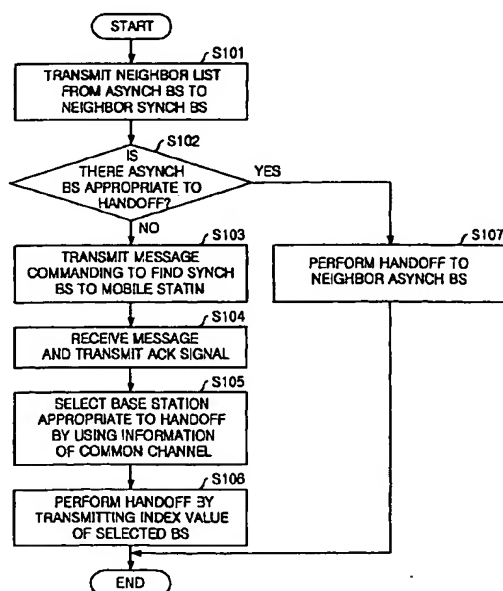 START
S101
TRANSMIT NEIGHBOR LIST
FROM ASYNCH BS TO
NEIGHBOR SYNCH BS
S102
IS
THERE ASYNCH
BS APPROPRIATE TO
HANDOFF?
YES
NO
S103
TRANSMIT MESSAGE
COMMANDING TO FIND SYNCH
BS TO MOBILE STATIN
S107
PERFORM HANDOFF TO
NEIGHBOR ASYNCH BS
S104
RECEIVE MESSAGE
AND TRANSMIT ACK SIGNAL
S105
SELECT BASE STATION
APPROPRIATE TO HANDOFF
BY USING INFORMATION
OF COMMON CHANNEL
S106
PERFORM HANDOFF BY
TRANSMITTING INDEX VALUE
OF SELECTED BS
END